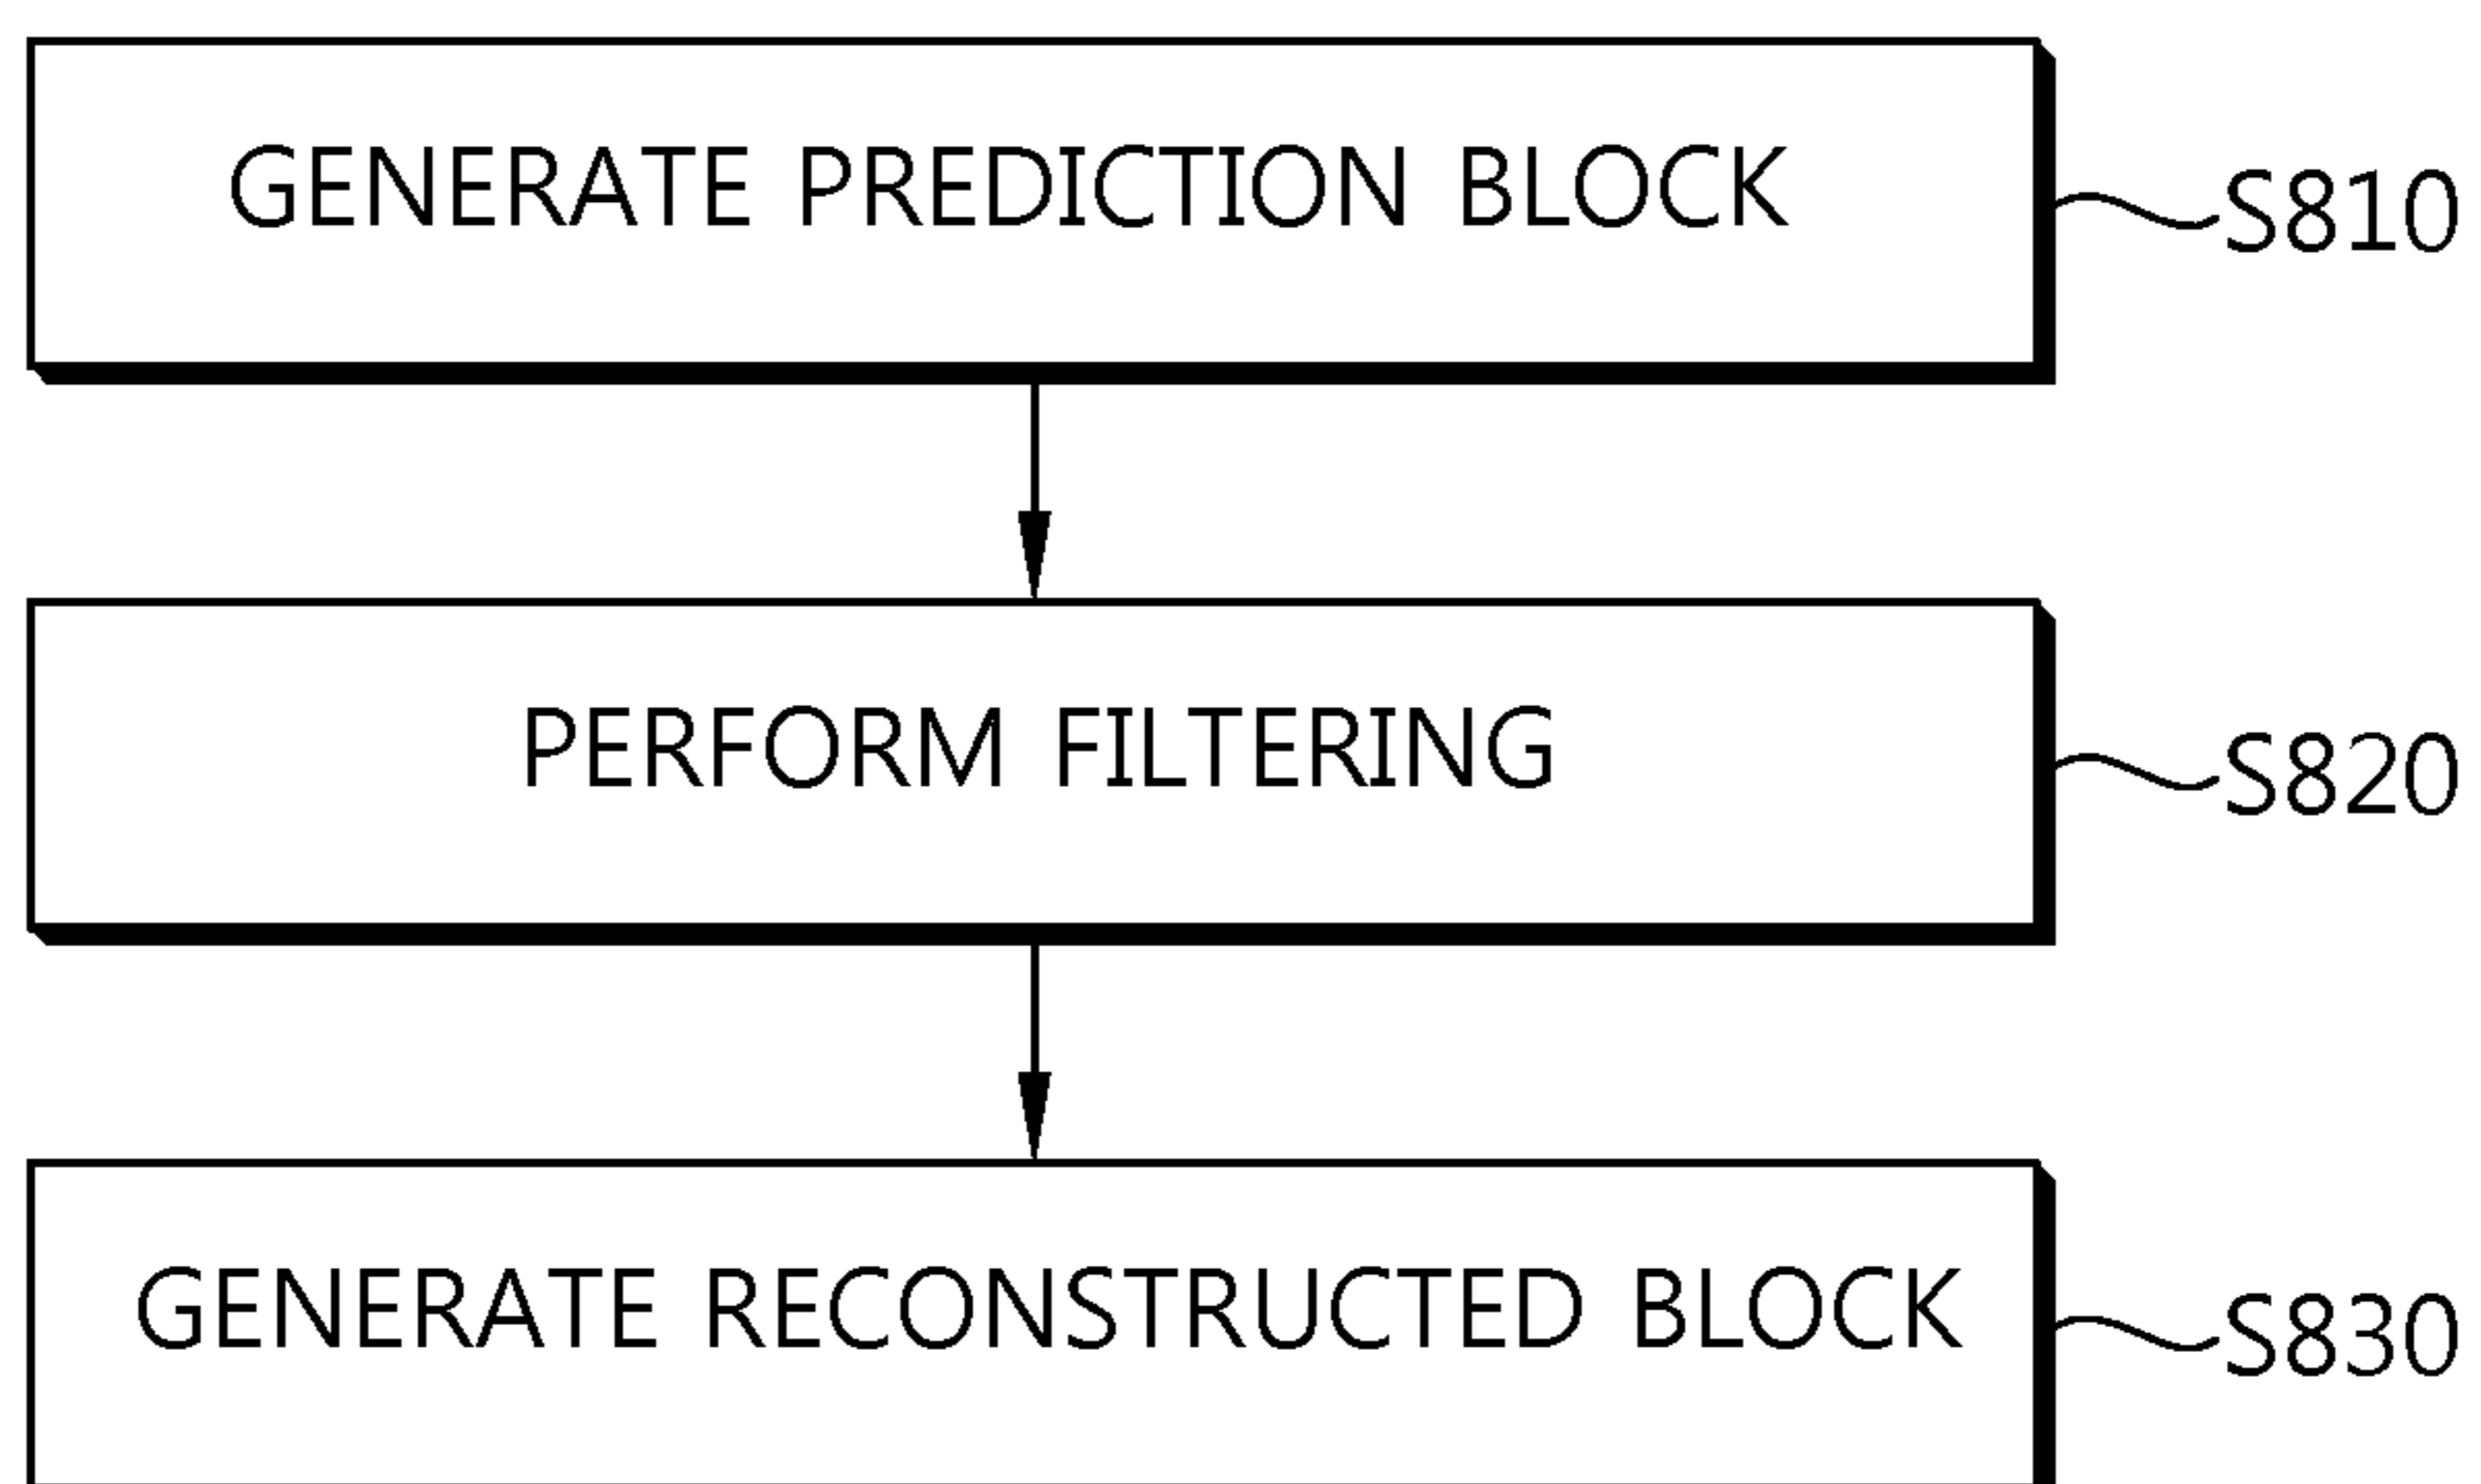 GENERATE PREDICTION BLOCK
S810
PERFORM FILTERING
S820
GENERATE RECONSTRUCTED BLOCK
S830